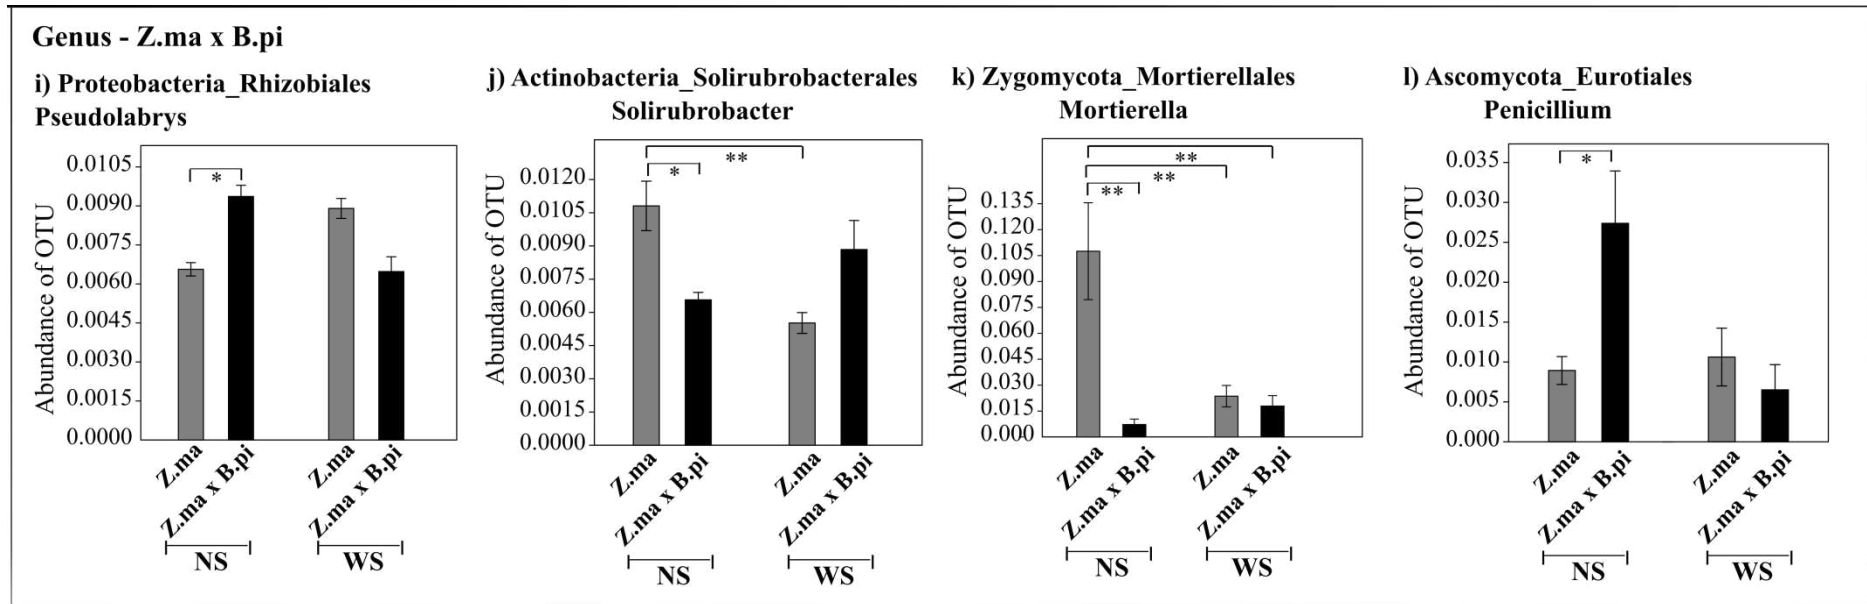 Genus - Z.ma x B.pi
i) Proteobacteria_Rhizobiales
Pseudolabrys
Abundance of OTU
0.0105
0.0090
0.0075
0.0060
0.0045
0.0030
0.0015
0.0000
*
Z.ma
Z.ma x B.pi
Z.ma
Z.ma x B.pi
NS
WS
j) Actinobacteria_Solirubrobacterales
Solirubrobacter
Abundance of OTU
0.0120
0.0105
0.0090
0.0075
0.0060
0.0045
0.0030
0.0015
0.0000
**
*
Z.ma
Z.ma x B.pi
Z.ma
Z.ma x B.pi
NS
WS
k) Zygomycota_Mortierellales
Mortierella
Abundance of OTU
0.135
0.120
0.105
0.090
0.075
0.060
0.045
0.030
0.015
0.000
**
**
**
Z.ma
Z.ma x B.pi
Z.ma
Z.ma x B.pi
NS
WS
l) Ascomycota_Eurotiales
Penicillium
Abundance of OTU
0.035
0.030
0.025
0.020
0.015
0.010
0.005
0.000
*
Z.ma
Z.ma x B.pi
Z.ma
Z.ma x B.pi
NS
WS